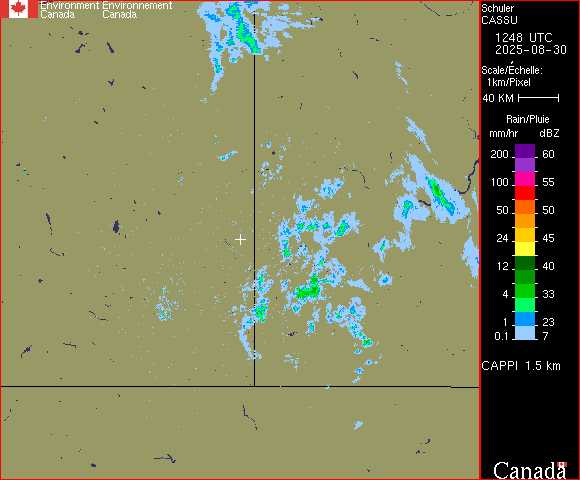 Environment Environnement
Canada Canada
Schuler
CASSU
1248 UTC
2025-08-30
Scale/Échelle:
1km/Pixel
40 KM
Rain/Pluie
mm/hr dBZ
200 60
100 55
50 50
24 45
12 40
4 33
0.1 23
0.1 7
CAPPI 1.5 km
Canada